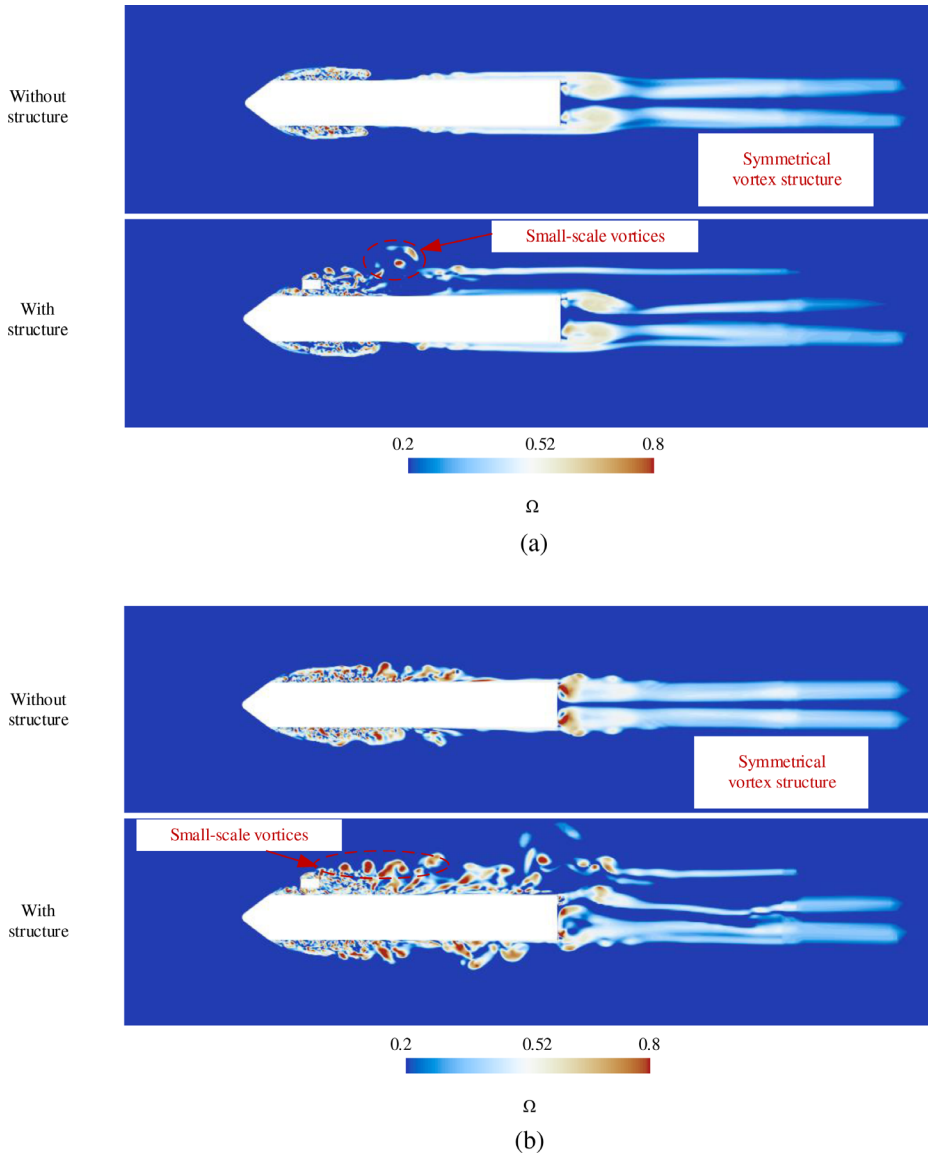 Without
structure
Symmetrical
vortex structure
Small-scale vortices
With
structure
0.2 0.52 0.8
Ω
(a)
Without
structure
Symmetrical
vortex structure
Small-scale vortices
With
structure
0.2 0.52 0.8
Ω
(b)